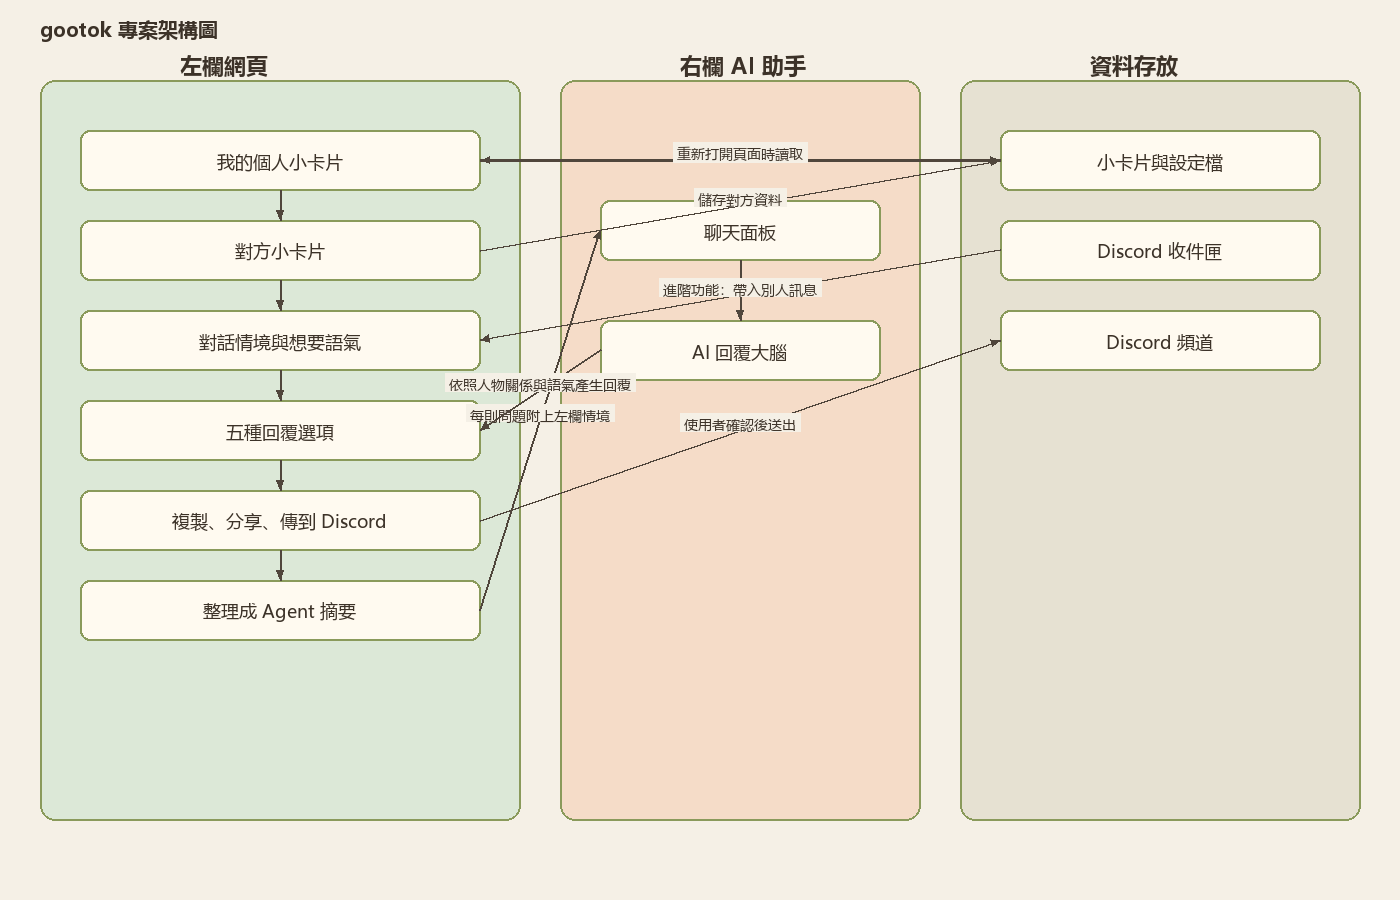 gootok 專案架構圖
左欄網頁
右欄 AI 助手
資料存放
我的個人小卡片
重新打開頁面時讀取
小卡片與設定檔
儲存對方資料
對方小卡片
聊天面板
Discord 收件匣
進階功能：帶入別人訊息
對話情境與想要語氣
AI 回覆大腦
Discord 頻道
依照人物關係與語氣產生回覆
每則問題附上左欄情境
使用者確認後送出
五種回覆選項
複製、分享、傳到 Discord
整理成 Agent 摘要